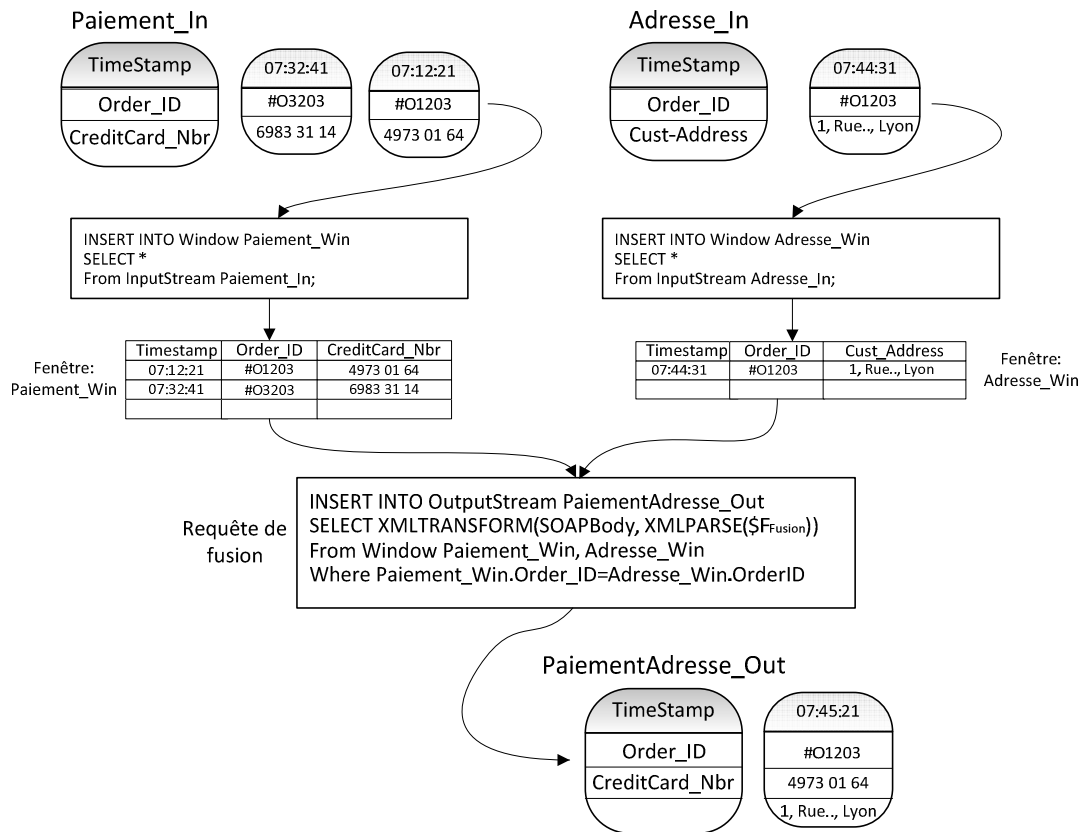 Paiement_In
TimeStamp
Order_ID
CreditCard_Nbr
07:32:41
#O3203
6983 31 14
07:12:21
#O1203
4973 01 64
Adresse_In
TimeStamp
Order_ID
Cust-Address
07:44:31
#O1203
1, Rue.., Lyon
INSERT INTO Window Paiement_Win
SELECT *
From InputStream Paiement_In;
INSERT INTO Window Adresse_Win
SELECT *
From InputStream Adresse_In;
Fenêtre:
Paiement_Win
Timestamp Order_ID CreditCard_Nbr
07:12:21 #O1203 4973 01 64
07:32:41 #O3203 6983 31 14
Timestamp Order_ID Cust_Address
07:44:31 #O1203 1, Rue.., Lyon
Fenêtre:
Adresse_Win
Requête de
fusion
INSERT INTO OutputStream PaiementAdresse_Out
SELECT XMLTRANSFORM(SOAPBody, XMLPARSE($FFusion))
From Window Paiement_Win, Adresse_Win
Where Paiement_Win.Order_ID=Adresse_Win.OrderID
PaiementAdresse_Out
TimeStamp
Order_ID
CreditCard_Nbr
07:45:21
#O1203
4973 01 64
1, Rue.., Lyon